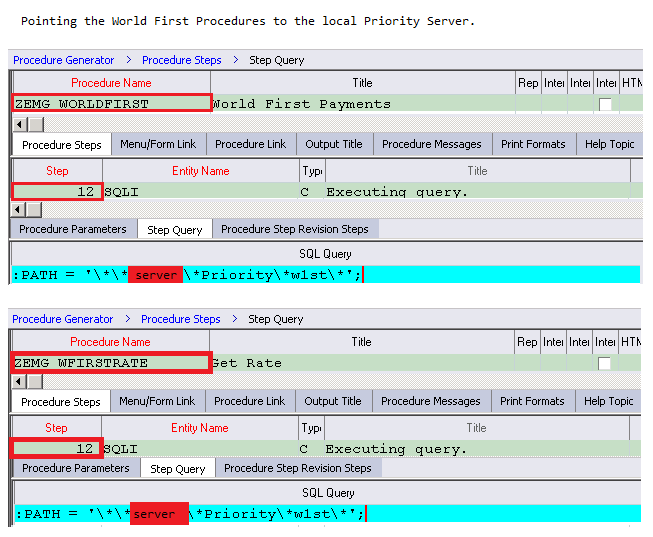 Pointing the World First Procedures to the local Priority Server.
Procedure Generator > Procedure Steps > Step Query
Procedure Name Title Rep Inter Inter Inter HTM
ZEMG_WORLDFIRST World First Payments
Procedure Steps Menu/Form Link Procedure Link Output Title Procedure Messages Print Formats Help Topic
Step Entity Name Type Title
12 SQLI C Executing query.
Procedure Parameters Step Query Procedure Step Revision Steps
SQL Query
:PATH = '\*\* server \*Priority\*w1st\*';
Procedure Generator > Procedure Steps > Step Query
Procedure Name Title Rep Inter Inter Inter HTM
ZEMG_WFIRSTRATE Get Rate
Procedure Steps Menu/Form Link Procedure Link Output Title Procedure Messages Print Formats Help Topic
Step Entity Name Type Title
12 SQLI C Executing query.
Procedure Parameters Step Query Procedure Step Revision Steps
SQL Query
:PATH = '\*\* server \*Priority\*w1st\*';